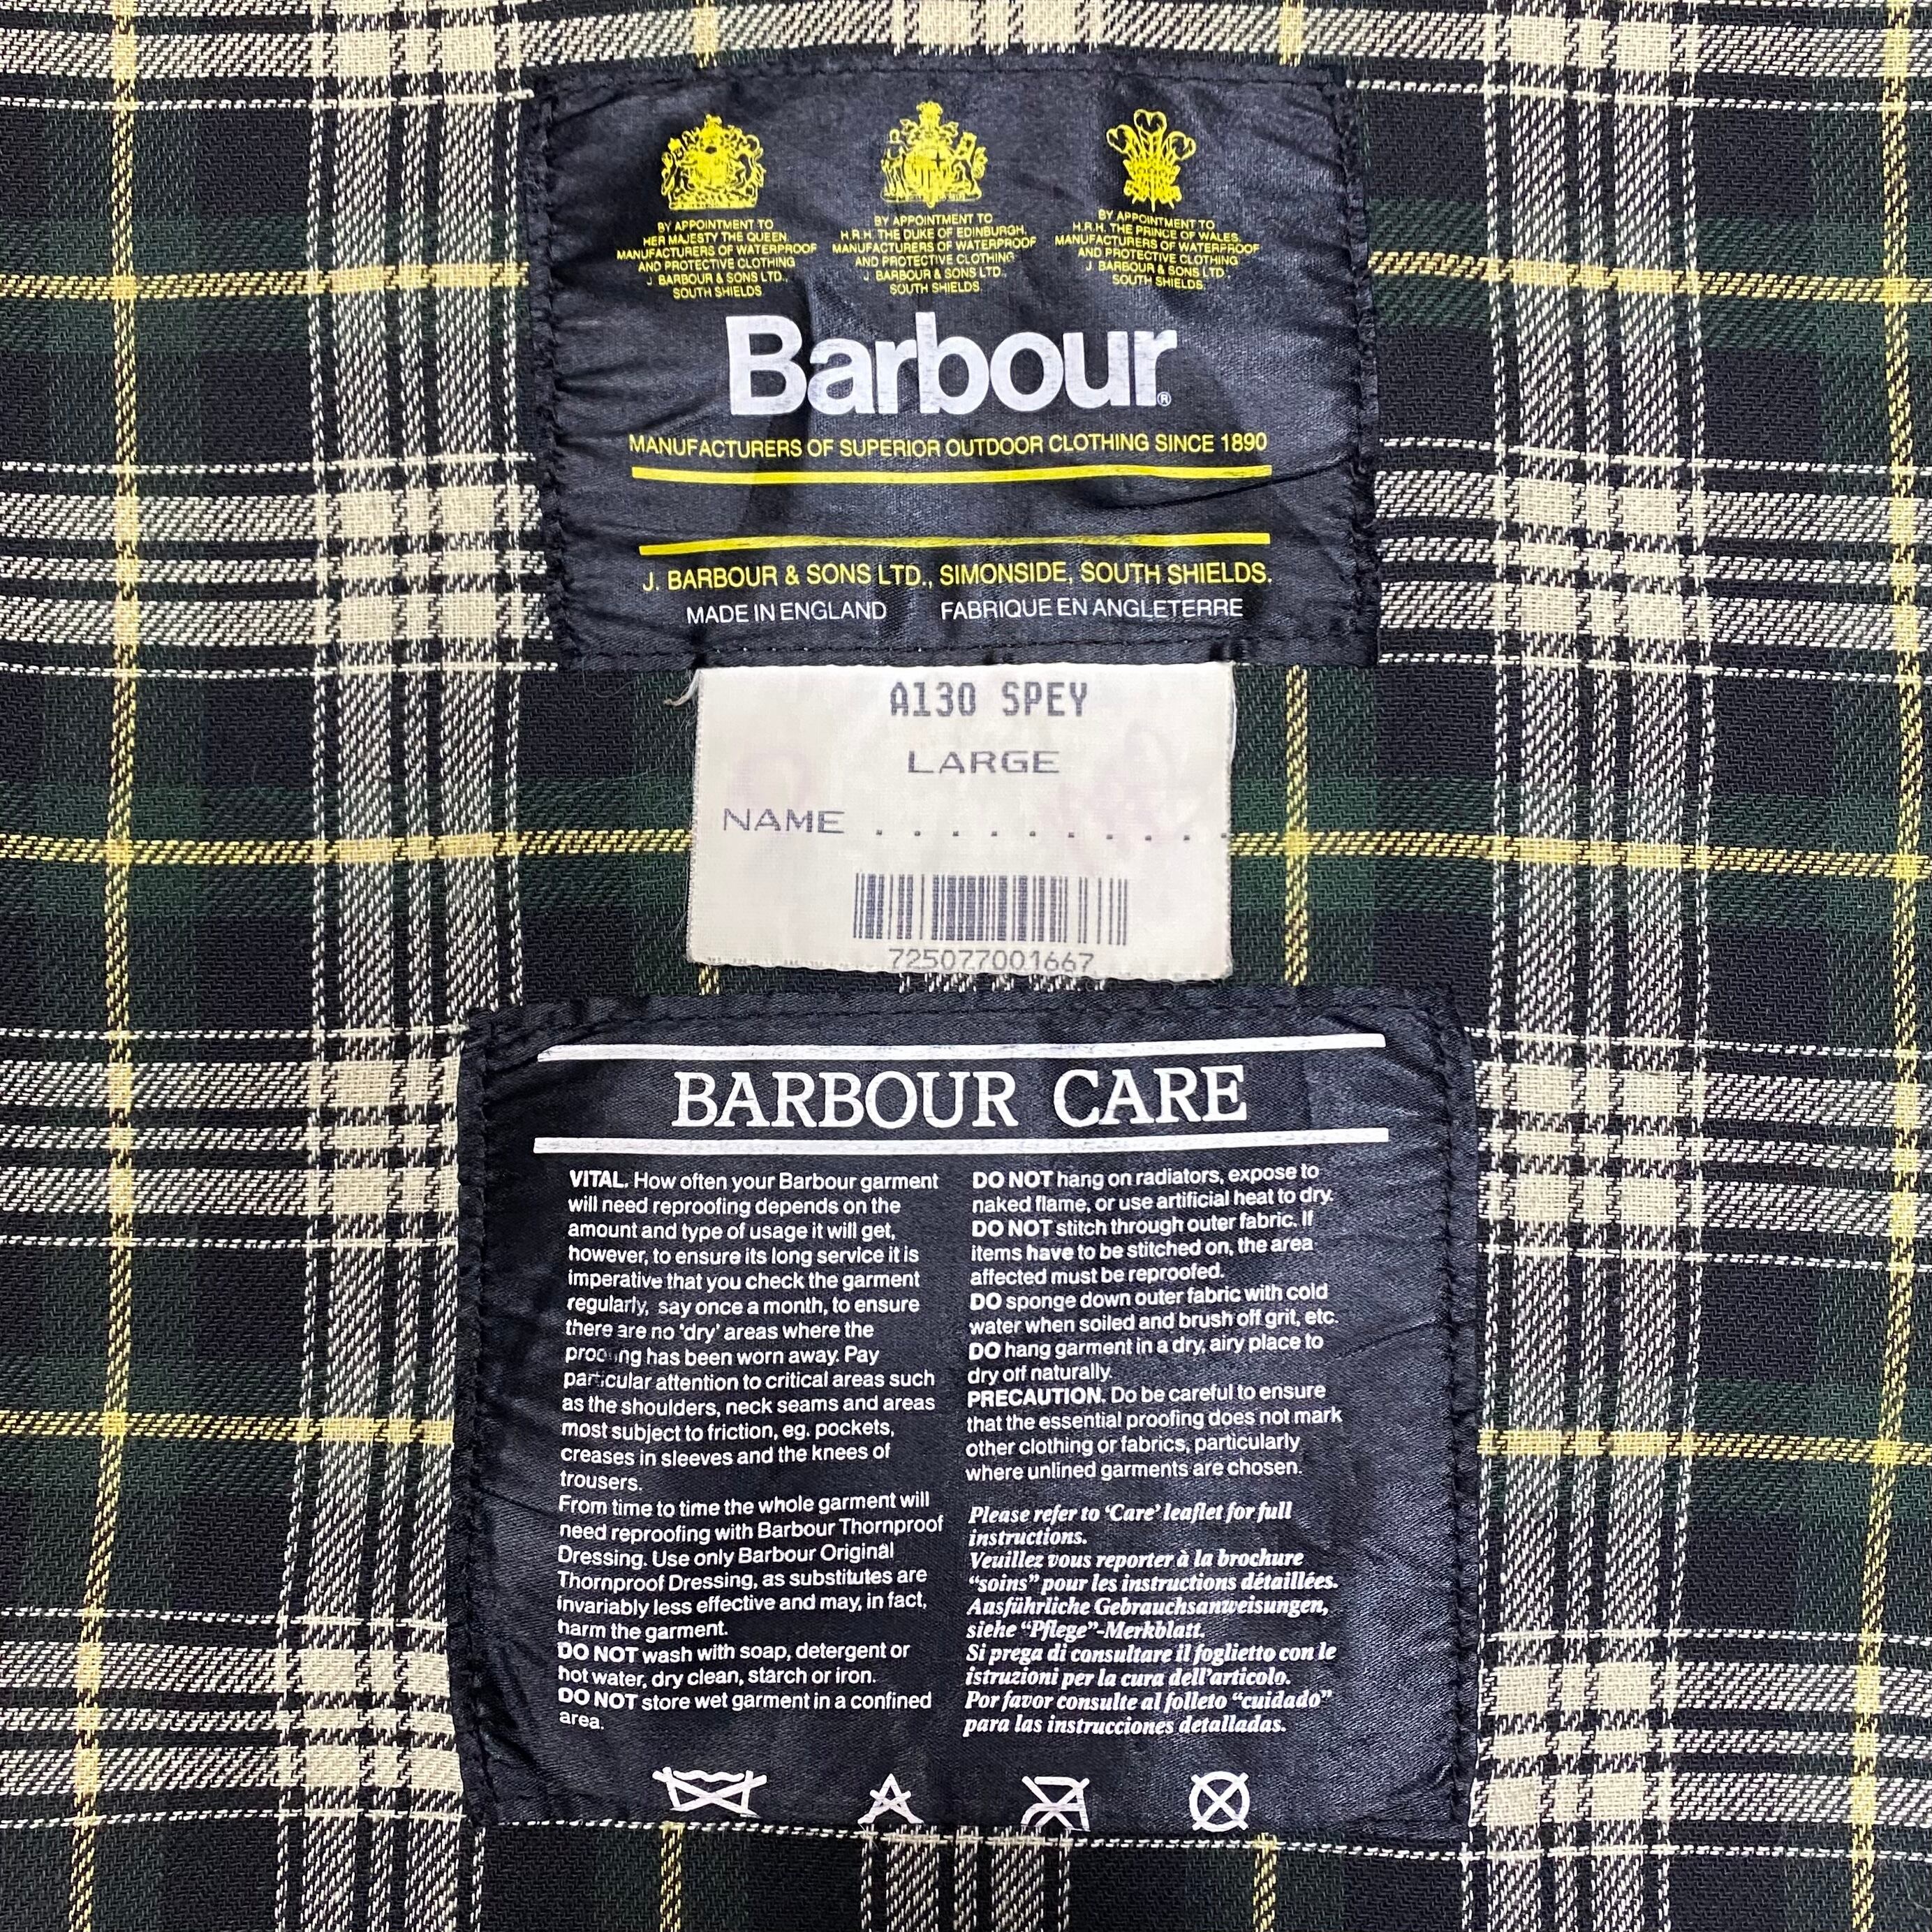 BY APPOINTMENT TO
HER MAJESTY THE QUEEN
MANUFACTURERS OF WATERPROOF
AND PROTECTIVE CLOTHING
J. BARBOUR & SONS LTD.,
SOUTH SHIELDS
BY APPOINTMENT TO
H.R.H. THE DUKE OF EDINBURGH,
MANUFACTURERS OF WATERPROOF
AND PROTECTIVE CLOTHING
J. BARBOUR & SONS LTD.,
SOUTH SHIELDS
BY APPOINTMENT TO
H.R.H. THE PRINCE OF WALES,
MANUFACTURERS OF WATERPROOF
AND PROTECTIVE CLOTHING
J. BARBOUR & SONS LTD.,
SOUTH SHIELDS.
Barbour®
MANUFACTURERS OF SUPERIOR OUTDOOR CLOTHING SINCE 1890
J. BARBOUR & SONS LTD., SIMONSIDE, SOUTH SHIELDS.
MADE IN ENGLAND FABRIQUE EN ANGLETERRE
A130 SPEY
LARGE
NAME . . . . . . . . . .
725077001667
BARBOUR CARE
VITAL. How often your Barbour garment
will need reproofing depends on the
amount and type of usage it will get,
however, to ensure its long service it is
imperative that you check the garment
regularly, say once a month, to ensure
there are no 'dry' areas where the
proofing has been worn away. Pay
particular attention to critical areas such
as the shoulders, neck seams and areas
most subject to friction, eg. pockets,
creases in sleeves and the knees of
trousers.
From time to time the whole garment will
need reproofing with Barbour Thornproof
Dressing. Use only Barbour Original
Thornproof Dressing, as substitutes are
invariably less effective and may, in fact,
harm the garment.
DO NOT wash with soap, detergent or
hot water, dry clean, starch or iron.
DO NOT store wet garment in a confined
area.
DO NOT hang on radiators, expose to
naked flame, or use artificial heat to dry.
DO NOT stitch through outer fabric. If
items have to be stitched on, the area
affected must be reproofed.
DO sponge down outer fabric with cold
water when soiled and brush off grit, etc.
DO hang garment in a dry, airy place to
dry off naturally.
PRECAUTION. Do be careful to ensure
that the essential proofing does not mark
other clothing or fabrics, particularly
where unlined garments are chosen.
Please refer to 'Care' leaflet for full
instructions.
Veuillez vous reporter à la brochure
"soins" pour les instructions détaillées.
Ausführliche Gebrauchsanweisungen,
siehe "Pflege"-Merkblatt.
Si prega di consultare il foglietto con le
istruzioni per la cura dell'articolo.
Por favor consulte al folleto "cuidado"
para las instrucciones detalladas.